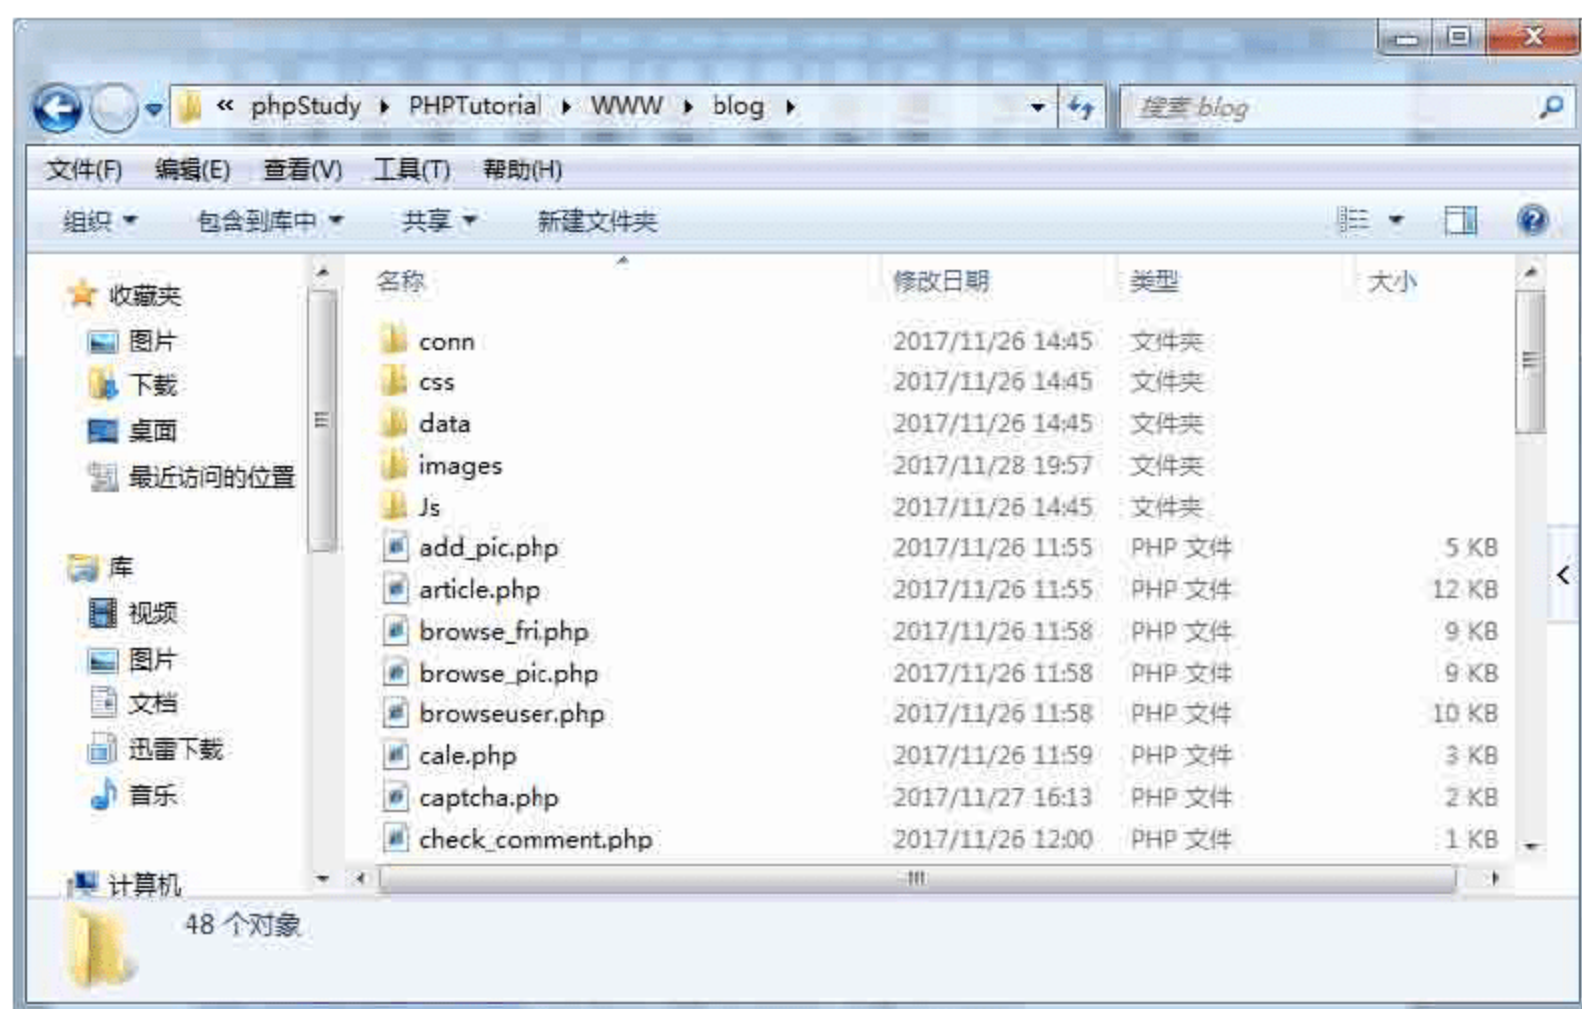 « phpStudy ▸ PHPTutorial ▸ WWW ▸ blog ▸ 搜索 blog
文件(F) 编辑(E) 查看(V) 工具(T) 帮助(H)
组织 包含到库中 共享 新建文件夹
收藏夹
图片
下载
桌面
最近访问的位置
库
视频
图片
文档
迅雷下载
音乐
计算机
名称 修改日期 类型 大小
conn 2017/11/26 14:45 文件夹
css 2017/11/26 14:45 文件夹
data 2017/11/26 14:45 文件夹
images 2017/11/28 19:57 文件夹
Js 2017/11/26 14:45 文件夹
add_pic.php 2017/11/26 11:55 PHP 文件 5 KB
article.php 2017/11/26 11:55 PHP 文件 12 KB
browse_fri.php 2017/11/26 11:58 PHP 文件 9 KB
browse_pic.php 2017/11/26 11:58 PHP 文件 9 KB
browseuser.php 2017/11/26 11:58 PHP 文件 10 KB
cale.php 2017/11/26 11:59 PHP 文件 3 KB
captcha.php 2017/11/27 16:13 PHP 文件 2 KB
check_comment.php 2017/11/26 12:00 PHP 文件 1 KB
48 个对象